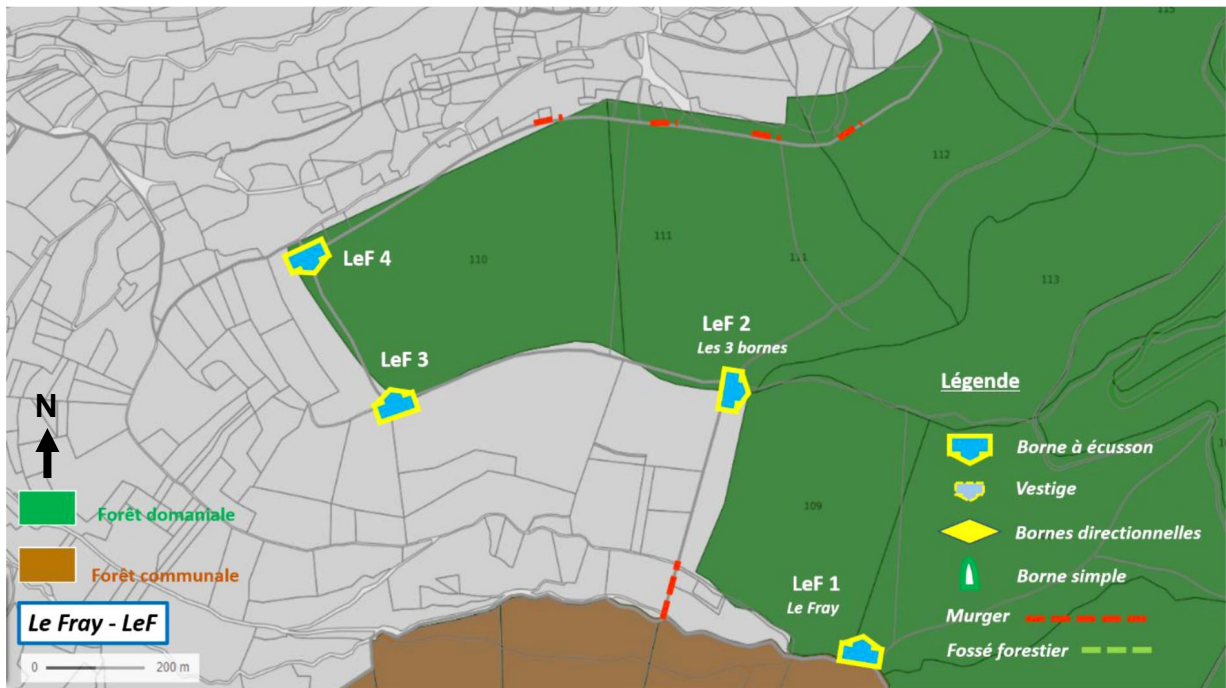 115
112
111
111
110
113
LeF 4
LeF 2
Les 3 bornes
LeF 3
109
LeF 1
Le Fray
N
Forêt domaniale
Forêt communale
Le Fray - LeF
0 200 m
Légende
Borne à écusson
Vestige
Bornes directionnelles
Borne simple
Murger
Fossé forestier